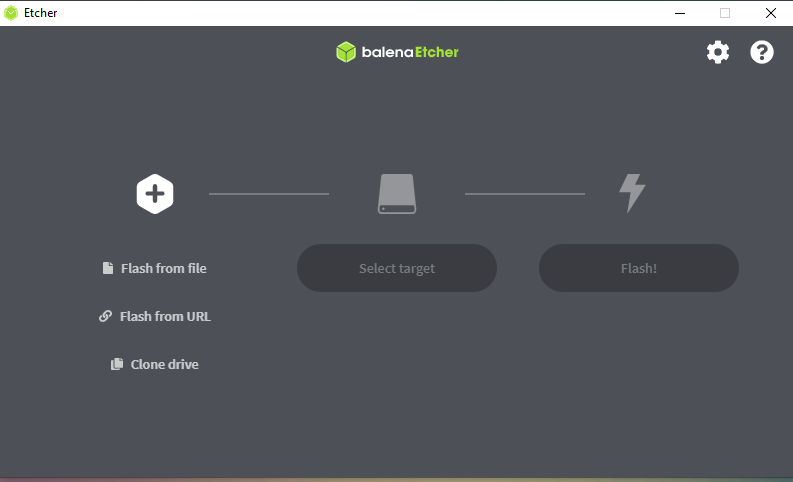 Etcher
balenaEtcher
Flash from file
Select target
Flash!
Flash from URL
Clone drive